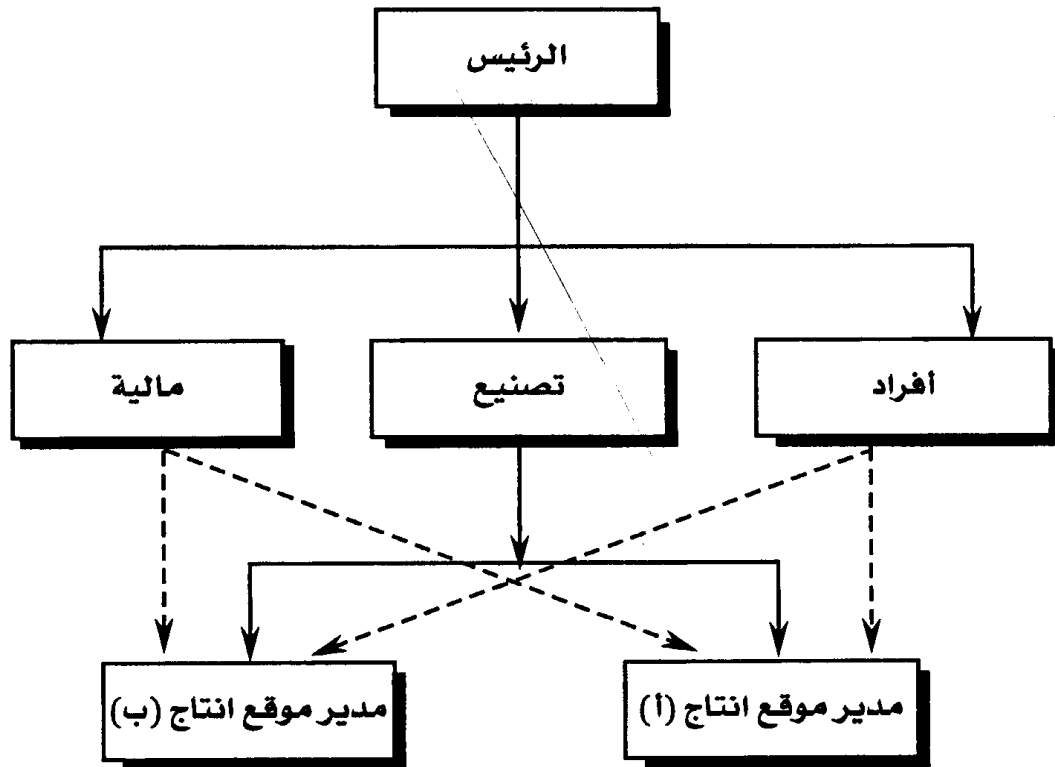 الرئيس
أفراد
تصنيع
مالية
مدير موقع انتاج (أ)
مدير موقع انتاج (ب)